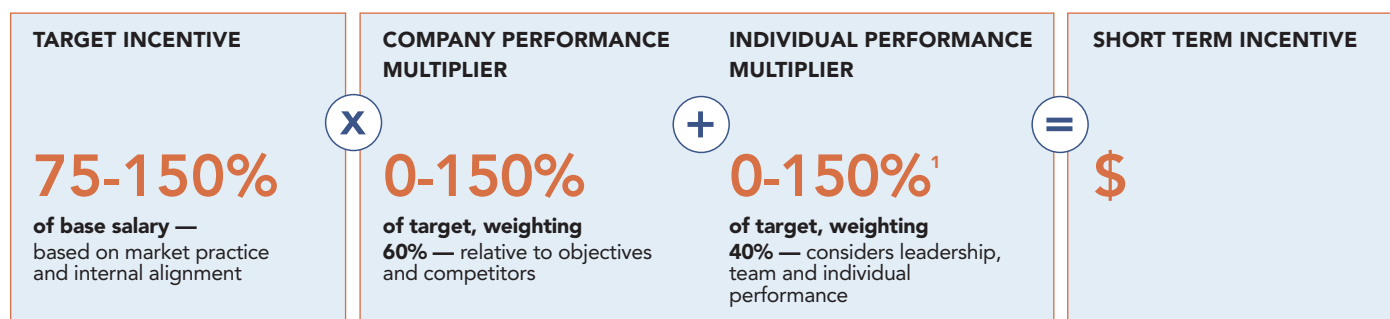 TARGET INCENTIVE
x
75-150%
of base salary —
based on market practice
and internal alignment
COMPANY PERFORMANCE
MULTIPLIER
0-150%
of target, weighting
60% — relative to objectives
and competitors
+
INDIVIDUAL PERFORMANCE
MULTIPLIER
0-150%¹
of target, weighting
40% — considers leadership,
team and individual
performance
=
SHORT TERM INCENTIVE
$